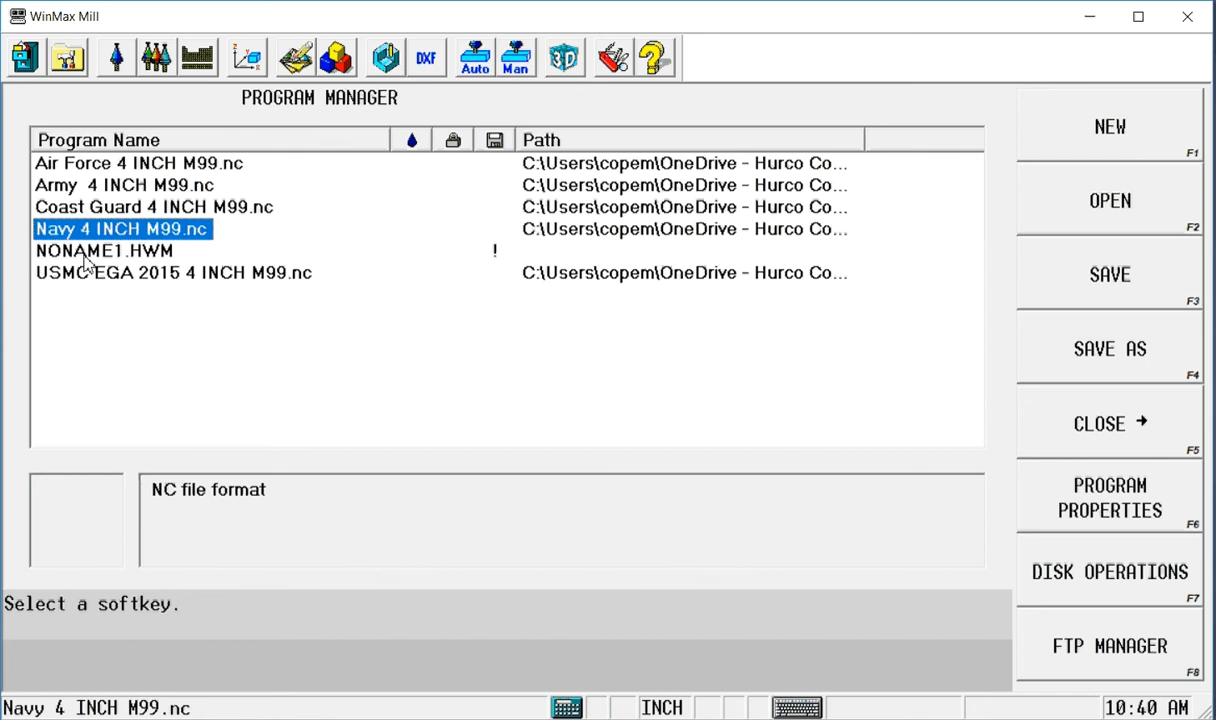 WinMax Mill
DXF
Auto
Man
3D
PROGRAM MANAGER
Program Name
Path
Air Force 4 INCH M99.nc
C:\Users\copem\OneDrive - Hurco Co...
Army  4 INCH M99.nc
C:\Users\copem\OneDrive - Hurco Co...
Coast Guard 4 INCH M99.nc
C:\Users\copem\OneDrive - Hurco Co...
Navy 4 INCH M99.nc
C:\Users\copem\OneDrive - Hurco Co...
NONAME1.HWM
!
USMC EGA 2015 4 INCH M99.nc
C:\Users\copem\OneDrive - Hurco Co...
NC file format
Select a softkey.
NEW
F1
OPEN
F2
SAVE
F3
SAVE AS
F4
CLOSE →
F5
PROGRAM
PROPERTIES
F6
DISK OPERATIONS
F7
FTP MANAGER
F8
Navy 4 INCH M99.nc
INCH
10:40 AM